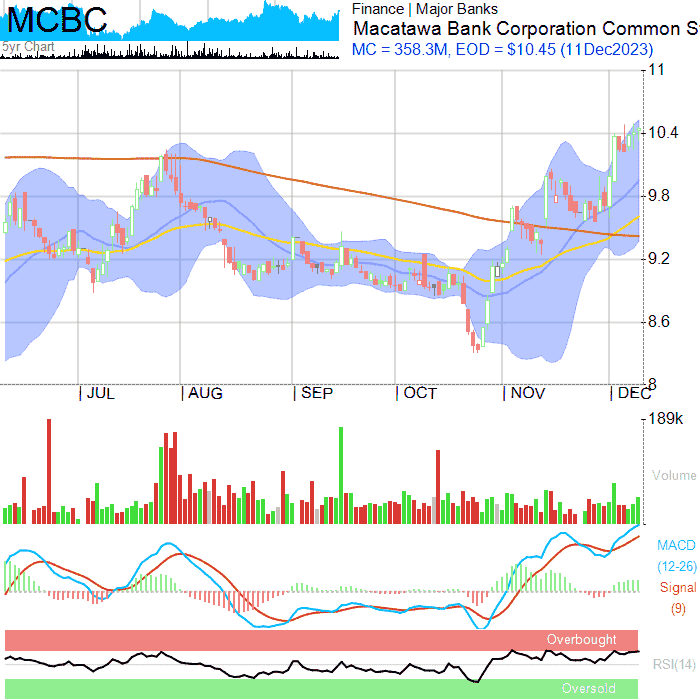 MCBC
5yr Chart
Finance | Major Banks
Macatawa Bank Corporation Common S
MC = 358.3M, EOD = $10.45 (11Dec2023)
11
10.4
9.8
9.2
8.6
8
JUL AUG SEP OCT NOV DEC
189k
Volume
MACD
(12-26)
Signal
(9)
Overbought
RSI(14)
Oversold